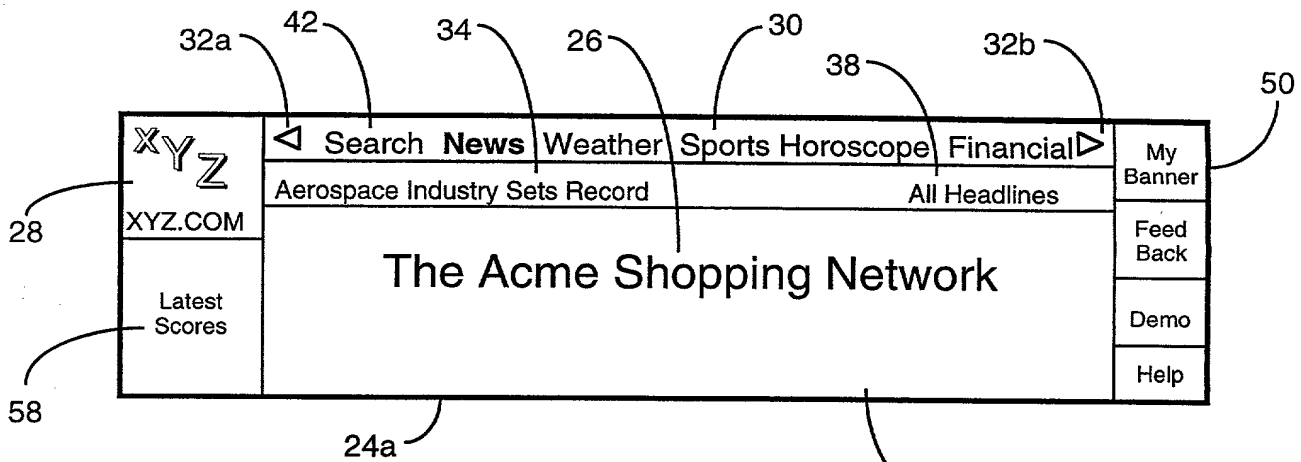 42
32a
34
26
30
38
32b
50
XYZ
XYZ.COM
Search News Weather Sports Horoscope Financial
My
Banner
Aerospace Industry Sets Record
All Headlines
28
Feed
Back
The Acme Shopping Network
Latest
Scores
Demo
Help
58
24a